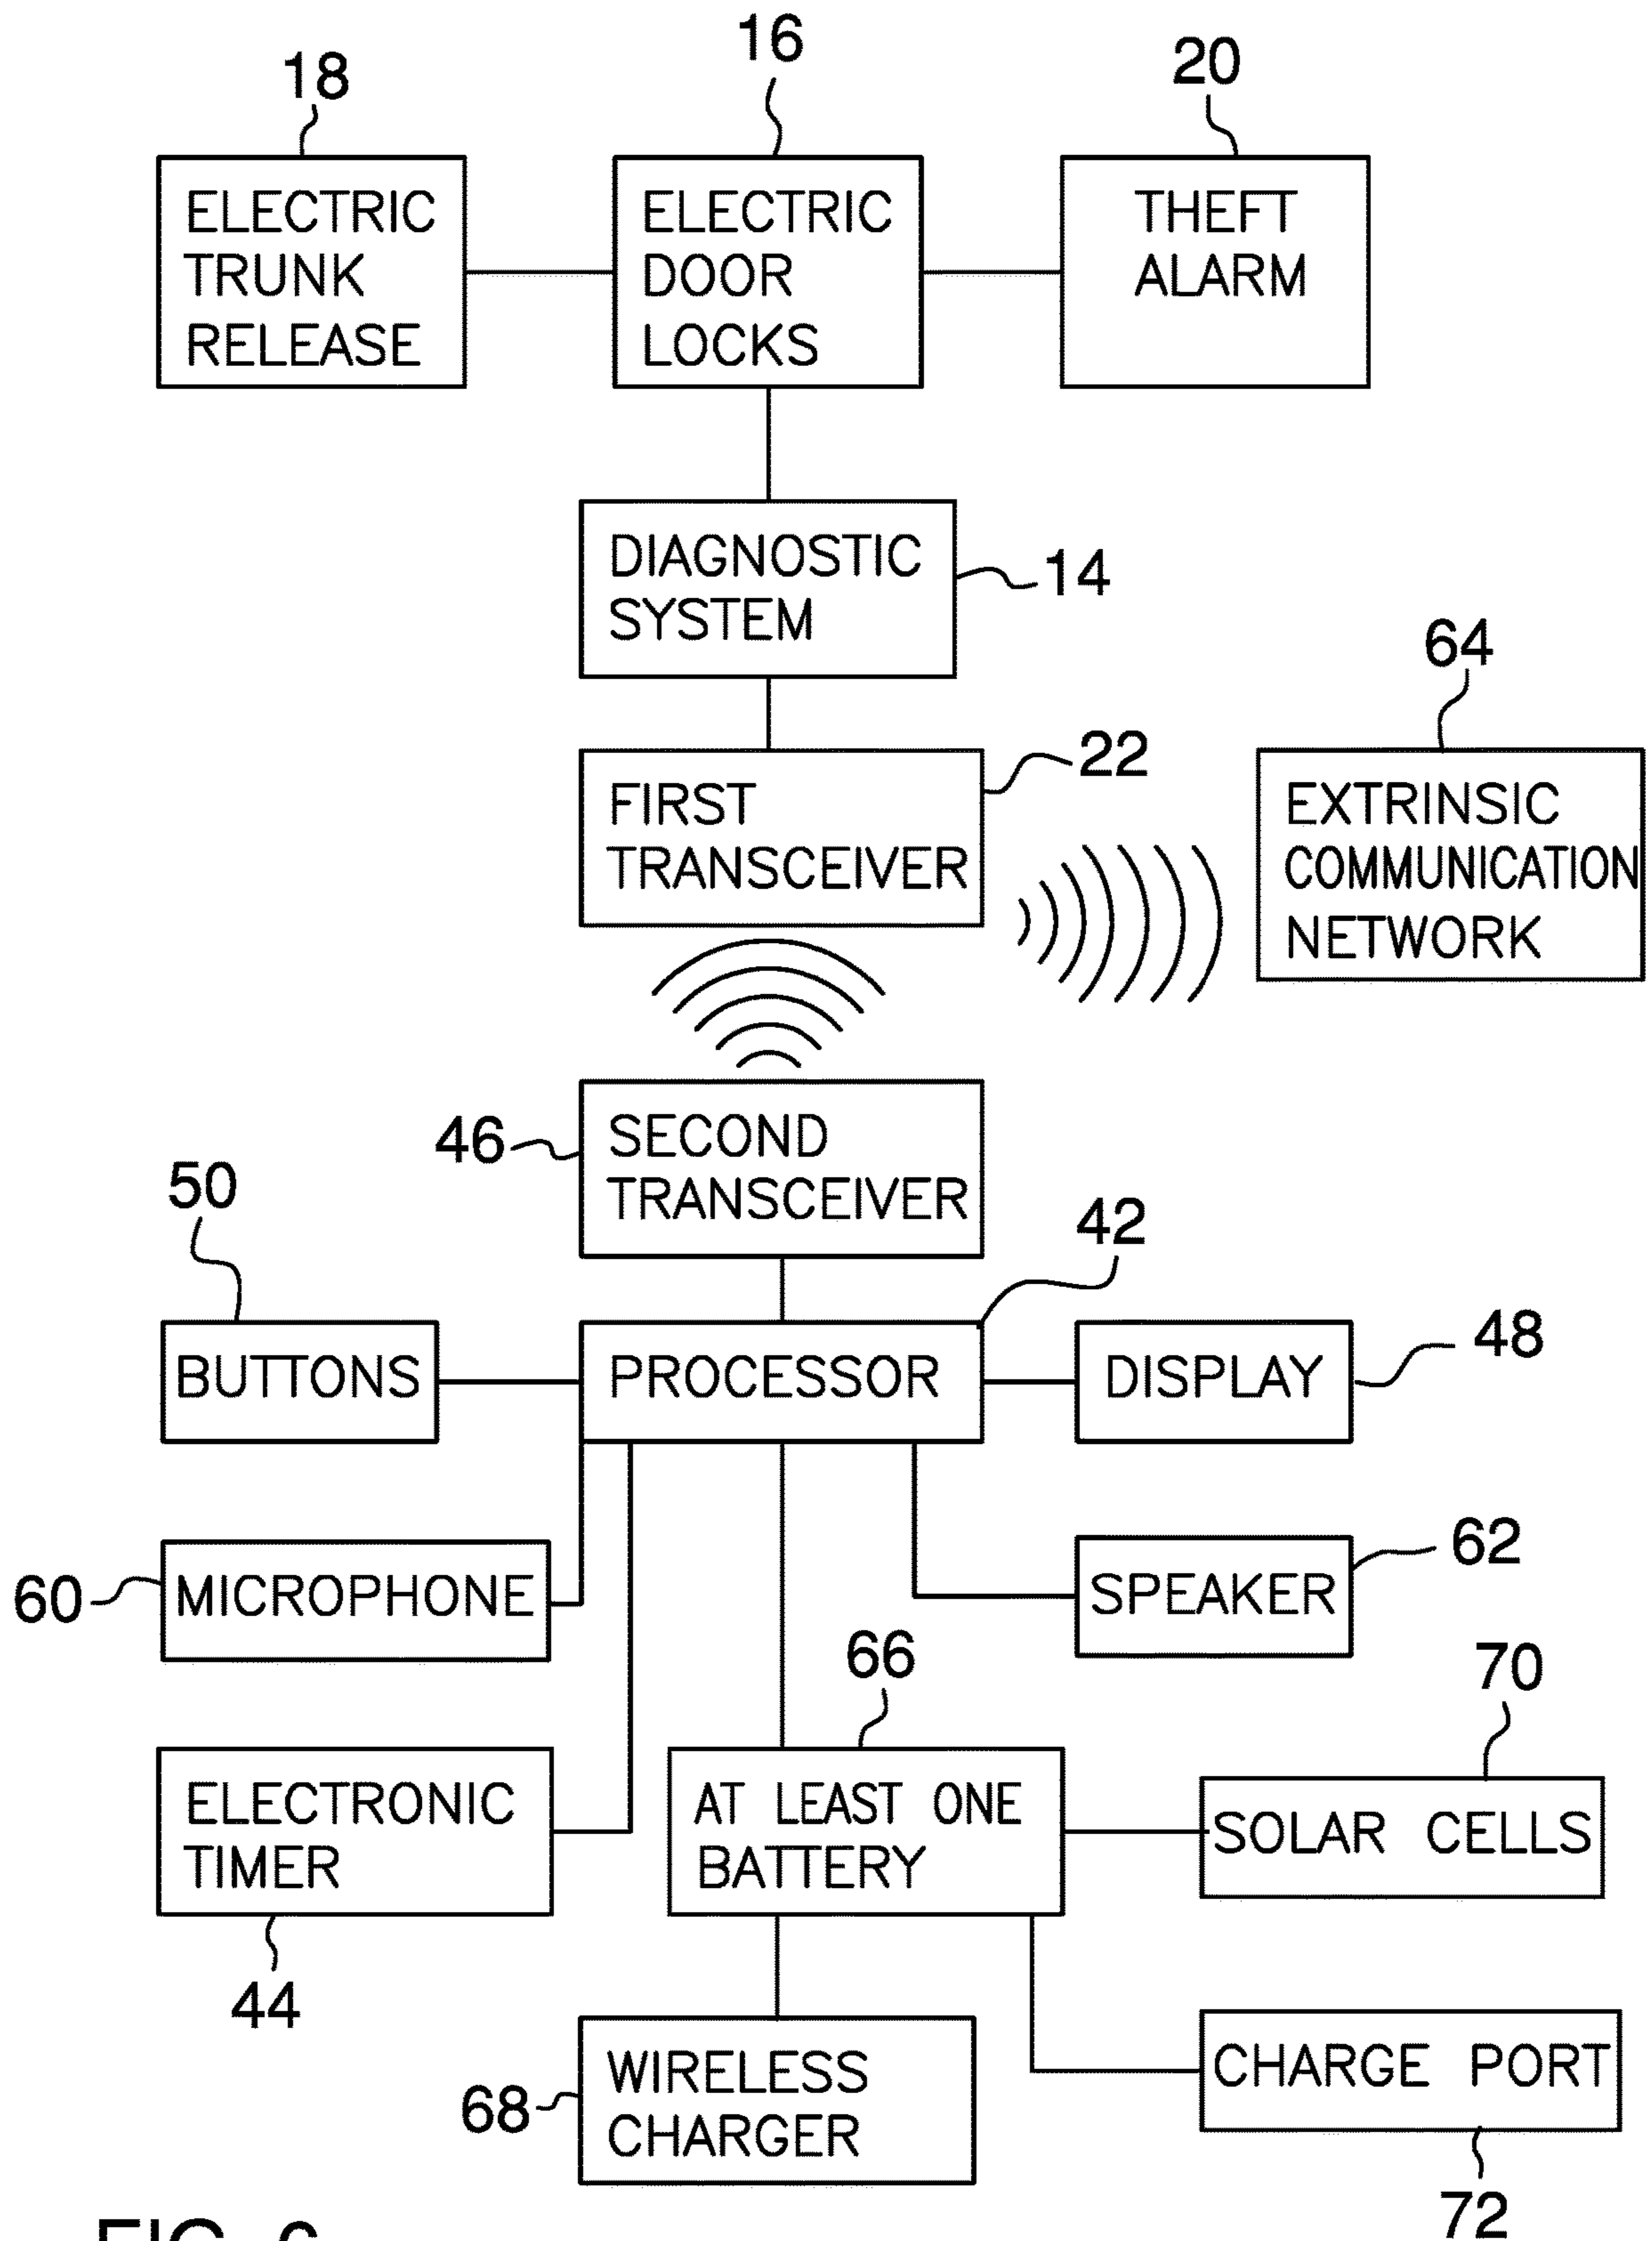 18
16
20
ELECTRIC
TRUNK
RELEASE
ELECTRIC
DOOR
LOCKS
THEFT
ALARM
DIAGNOSTIC
SYSTEM
14
64
22
FIRST
TRANSCEIVER
EXTRINSIC
COMMUNICATION
NETWORK
46
SECOND
TRANSCEIVER
50
42
BUTTONS
PROCESSOR
DISPLAY
48
60
MICROPHONE
SPEAKER
62
66
70
ELECTRONIC
TIMER
AT LEAST ONE
BATTERY
SOLAR CELLS
44
68
WIRELESS
CHARGER
CHARGE PORT
72
FIG. 6